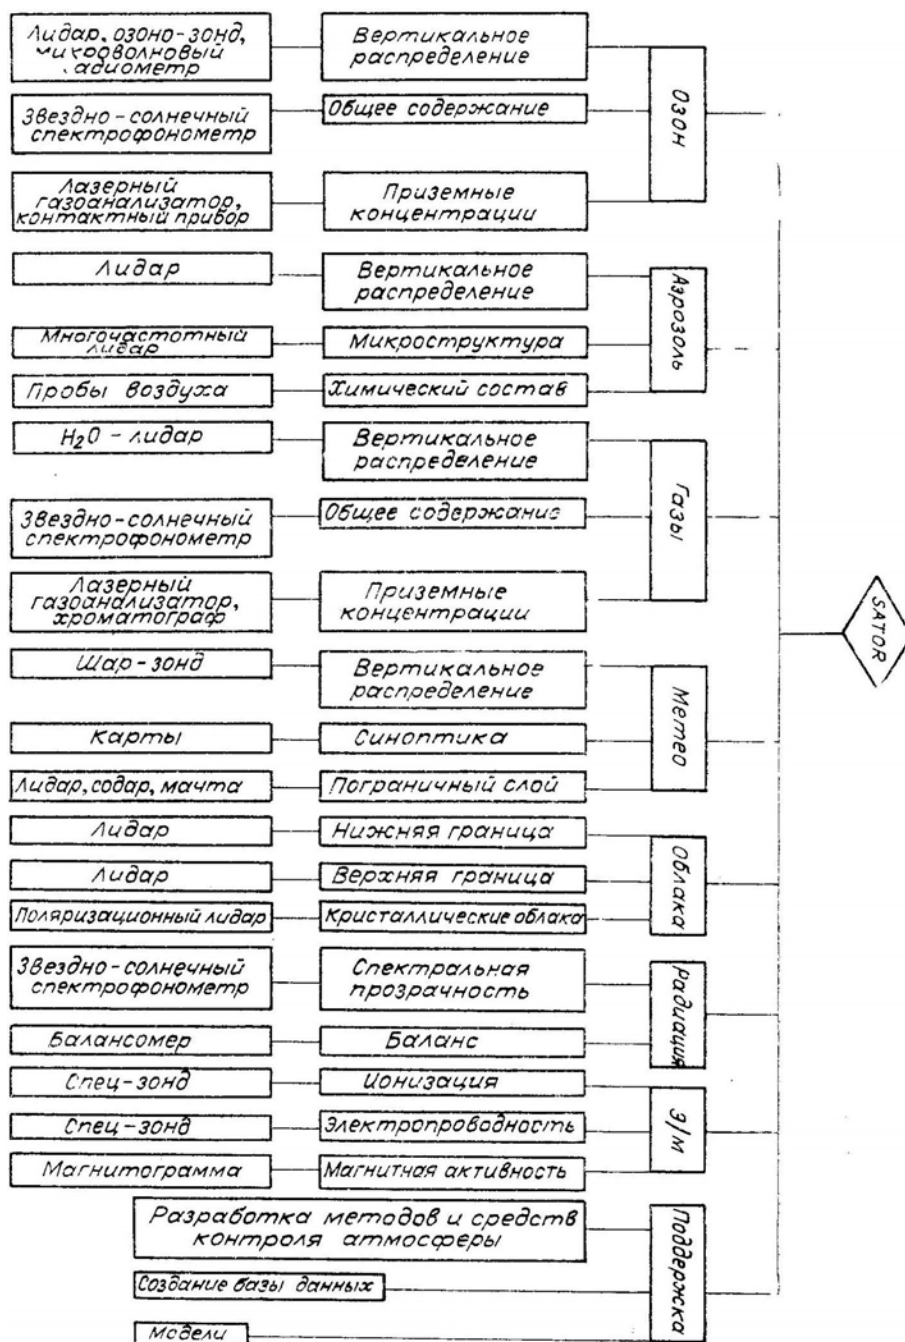 Лидар, озоно-зонд,
микроволновый
адиометр
Вертикальное
распределение
Озон
Звездно-солнечный
спектрофонометр
Общее содержание
Лазерный
газоанализатор,
контактный прибор
Приземные
концентрации
Лидар
Вертикальное
распределение
Аэрозоль
Многочастотный
лидар
Микроструктура
Пробы воздуха
Химический состав
H₂O - лидар
Вертикальное
распределение
Газы
Звездно-солнечный
спектрофонометр
Общее содержание
Лазерный
газоанализатор,
хроматограф
Приземные
концентрации
SATOR
Шар-зонд
Вертикальное
распределение
Метео
Карты
Синоптика
Лидар, содар, мачта
Пограничный слой
Лидар
Нижняя граница
Облака
Лидар
Верхняя граница
Поляризационный лидар
Кристаллические облака
Звездно-солнечный
спектрофонометр
Спектральная
прозрачность
Радиация
Балансомер
Баланс
Спец-зонд
Ионизация
Э/м
Спец-зонд
Электропроводность
Магнитограмма
Магнитная активность
Разработка методов и средств
контроля атмосферы
Поддержка
Создание базы данных
Модели